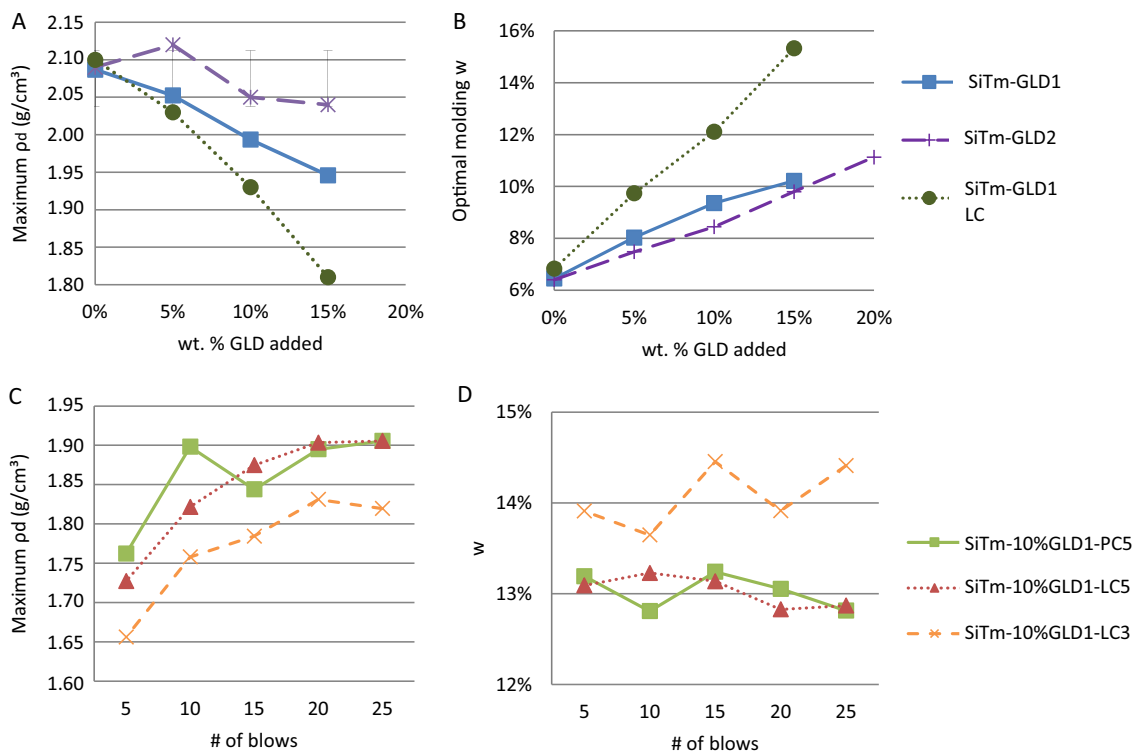 A
2.15
2.10
2.05
2.00
1.95
1.90
1.85
1.80
Maximum ρd (g/cm³)
0% 5% 10% 15% 20%
wt. % GLD added
B
16%
14%
12%
10%
8%
6%
Optimal molding w
0% 5% 10% 15% 20%
wt. % GLD added
SiTm-GLD1
SiTm-GLD2
SiTm-GLD1
LC
C
1.95
1.90
1.85
1.80
1.75
1.70
1.65
1.60
Maximum ρd (g/cm³)
5 10 15 20 25
# of blows
D
15%
14%
13%
12%
w
5 10 15 20 25
# of blows
SiTm-10%GLD1-PC5
SiTm-10%GLD1-LC5
SiTm-10%GLD1-LC3